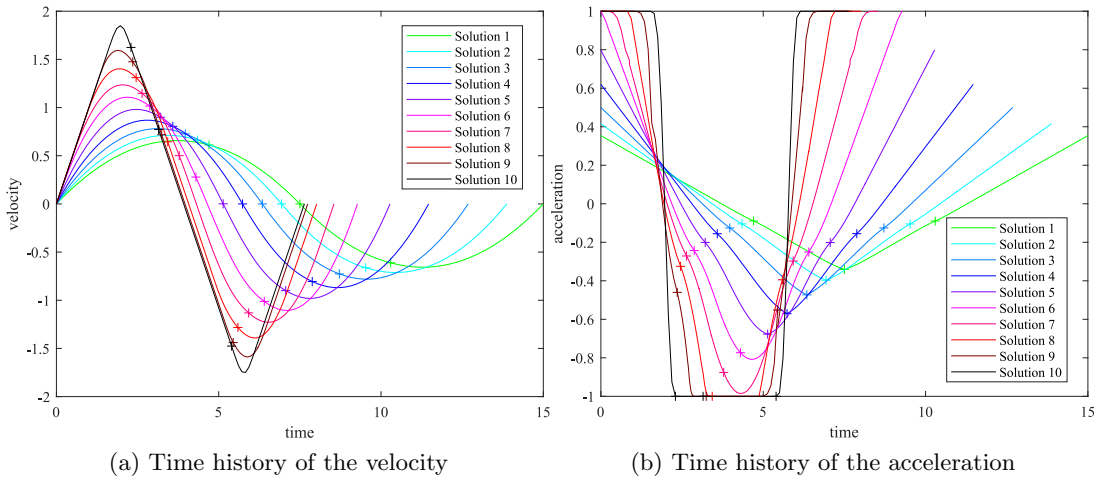 2
1.5
1
0.5
0
-0.5
-1
-1.5
-2
velocity
0
5
10
15
time
Solution 1
Solution 2
Solution 3
Solution 4
Solution 5
Solution 6
Solution 7
Solution 8
Solution 9
Solution 10
(a) Time history of the velocity
1
0.8
0.6
0.4
0.2
0
-0.2
-0.4
-0.6
-0.8
-1
acceleration
0
5
10
15
time
Solution 1
Solution 2
Solution 3
Solution 4
Solution 5
Solution 6
Solution 7
Solution 8
Solution 9
Solution 10
(b) Time history of the acceleration